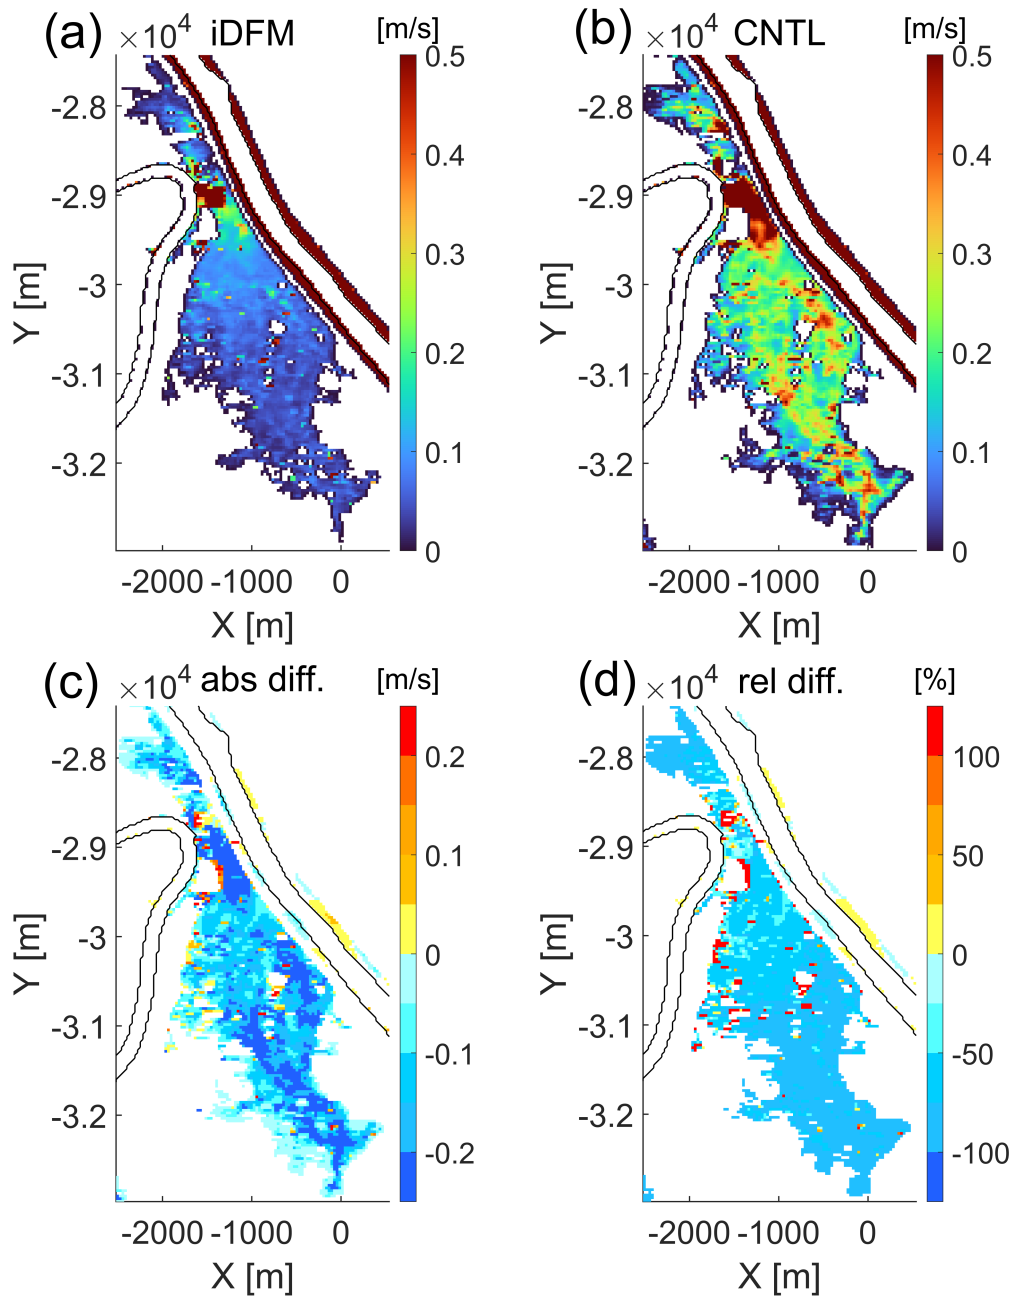 (a) ×10⁴ iDFM [m/s]
-2.8
-2.9
-3
-3.1
-3.2
Y [m]
-2000 -1000 0
X [m]
0.5
0.4
0.3
0.2
0.1
0
(b) ×10⁴ CNTL [m/s]
-2.8
-2.9
-3
-3.1
-3.2
Y [m]
-2000 -1000 0
X [m]
0.5
0.4
0.3
0.2
0.1
0
(c) ×10⁴ abs diff. [m/s]
-2.8
-2.9
-3
-3.1
-3.2
Y [m]
-2000 -1000 0
X [m]
0.2
0.1
0
-0.1
-0.2
(d) ×10⁴ rel diff. [%]
-2.8
-2.9
-3
-3.1
-3.2
Y [m]
-2000 -1000 0
X [m]
100
50
0
-50
-100